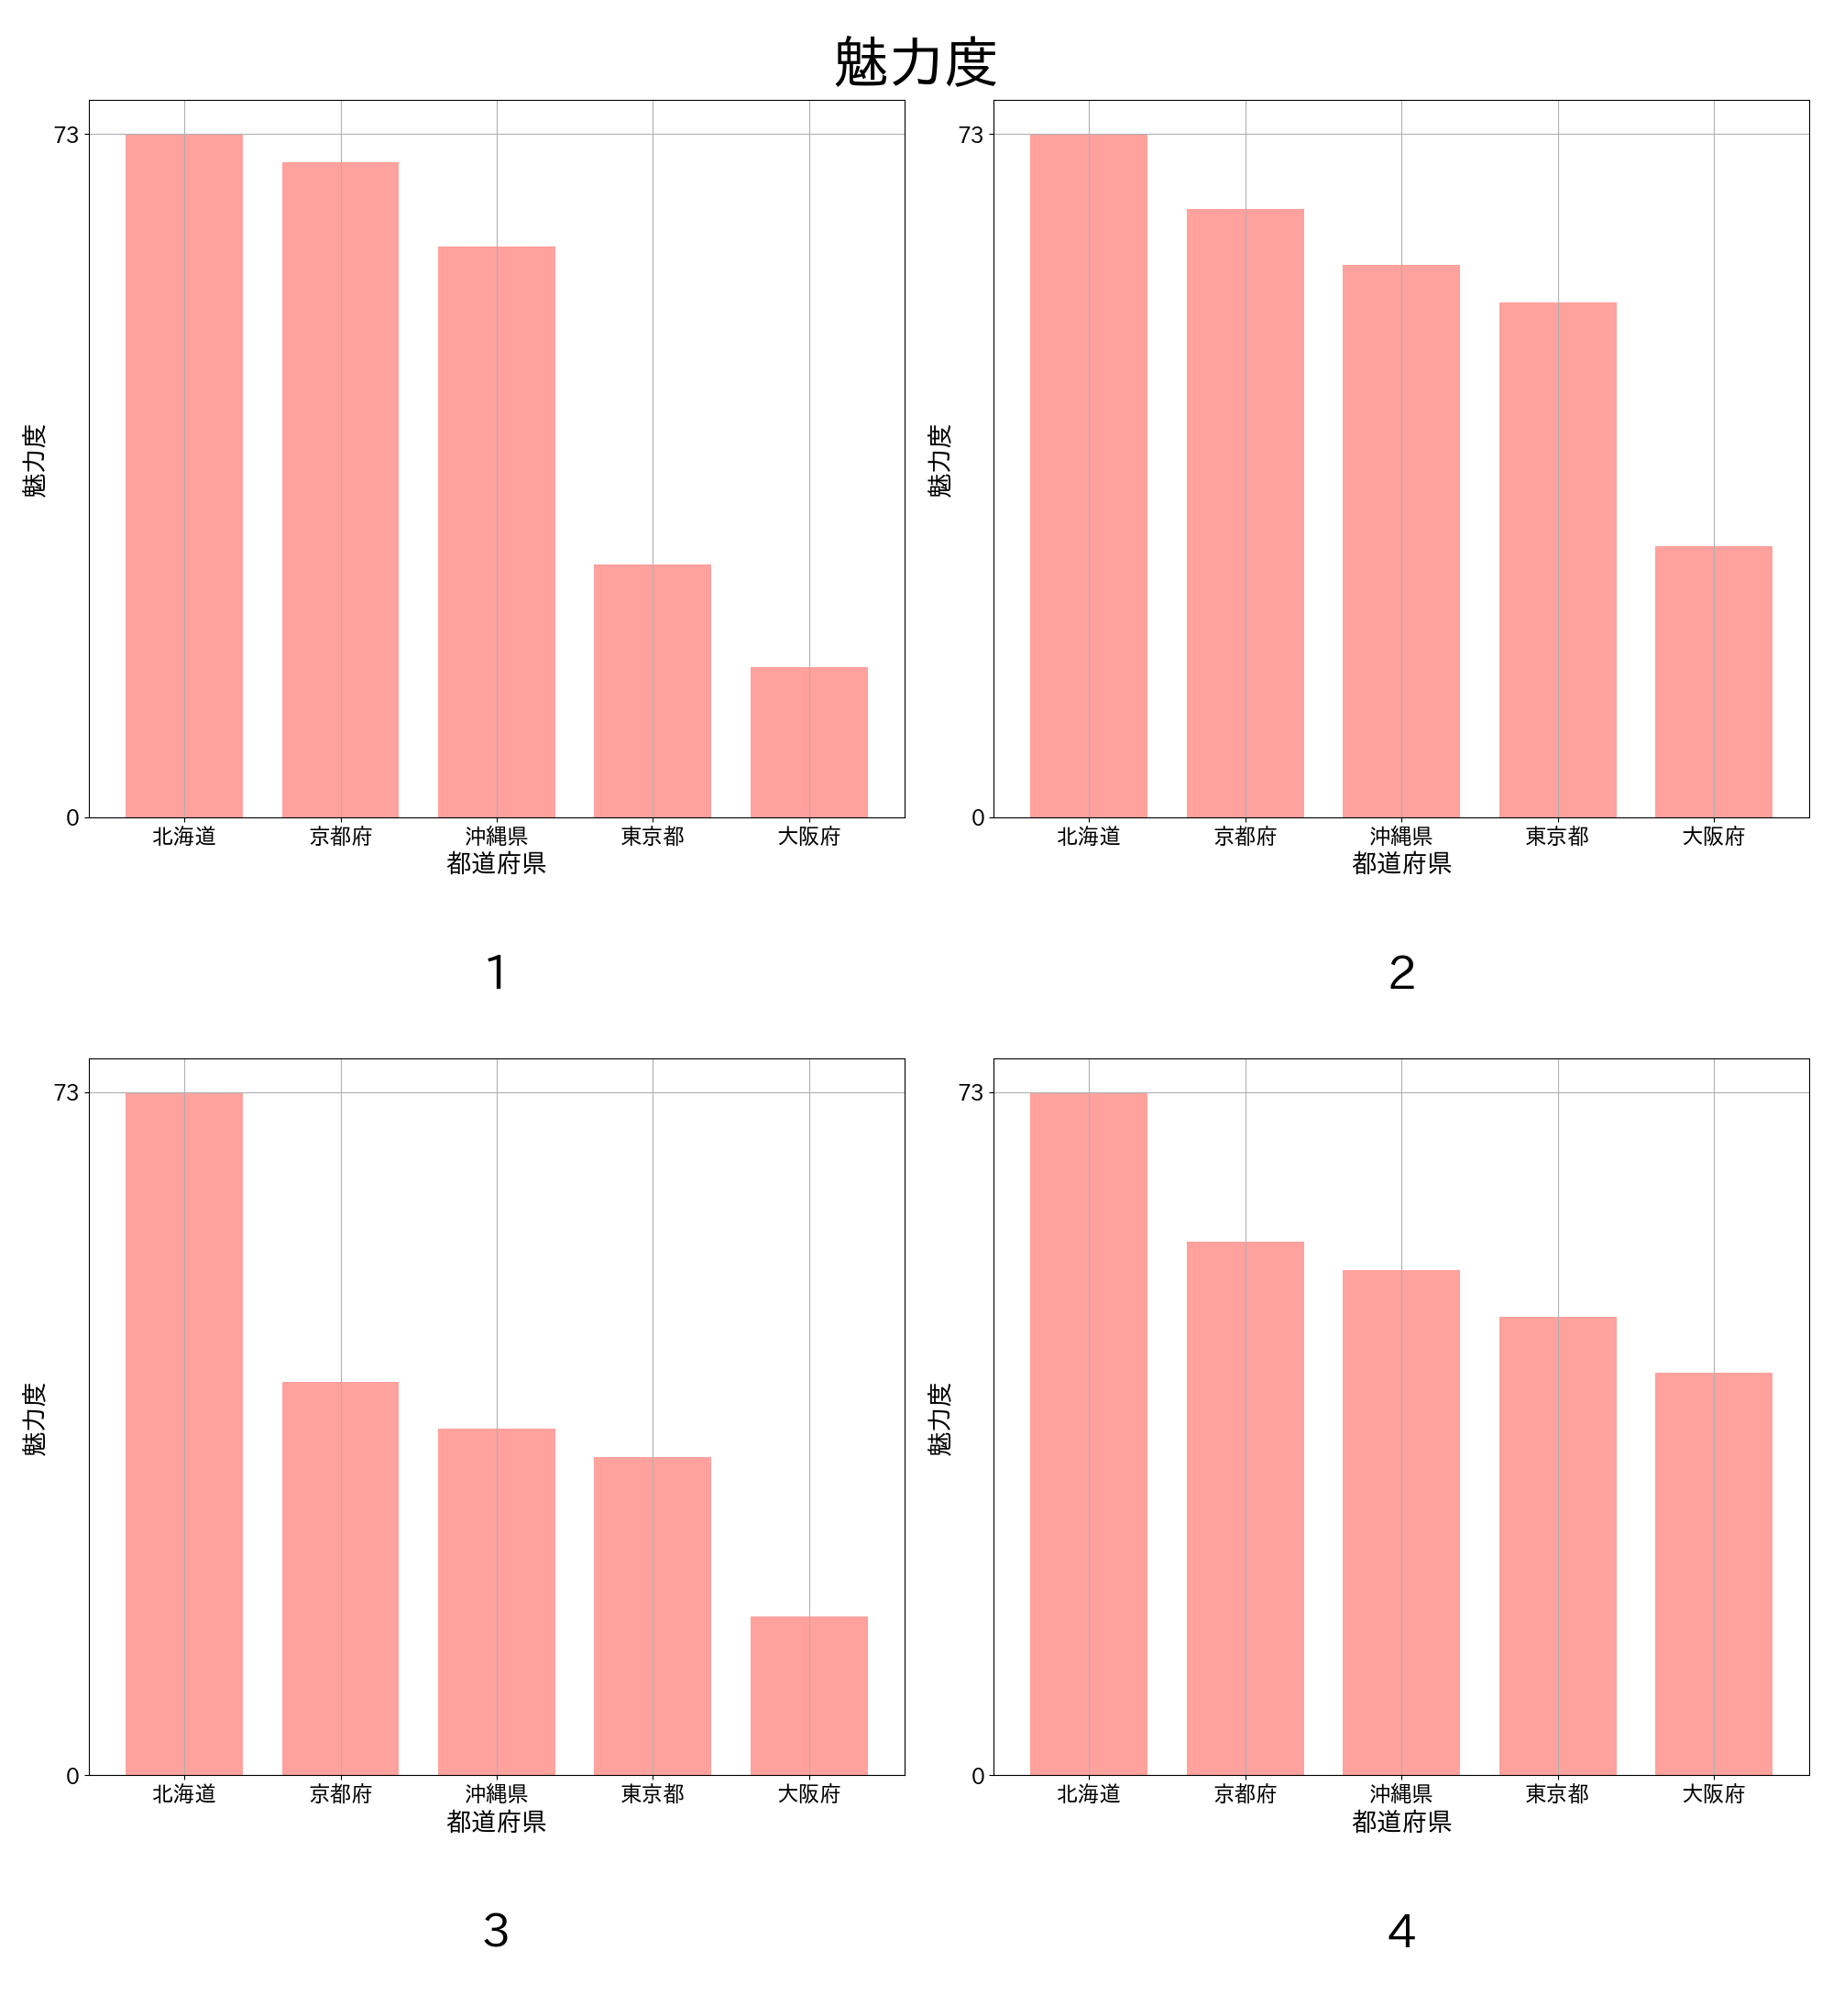 魅力度
73
0
魅力度
北海道 京都府 沖縄県 東京都 大阪府
都道府県
1
73
0
魅力度
北海道 京都府 沖縄県 東京都 大阪府
都道府県
2
73
0
魅力度
北海道 京都府 沖縄県 東京都 大阪府
都道府県
3
73
0
魅力度
北海道 京都府 沖縄県 東京都 大阪府
都道府県
4